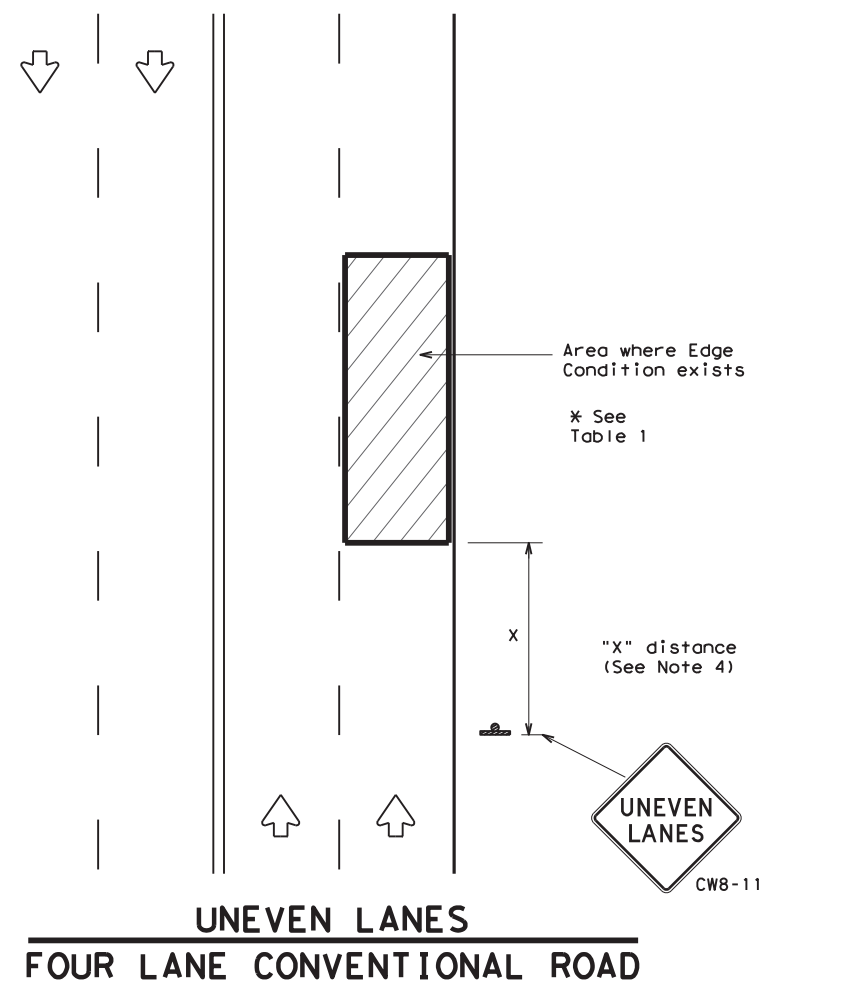 Area where Edge
Condition exists
* See
Table 1
X
"X" distance
(See Note 4)
UNEVEN
LANES
CW8-11
UNEVEN LANES
FOUR LANE CONVENTIONAL ROAD